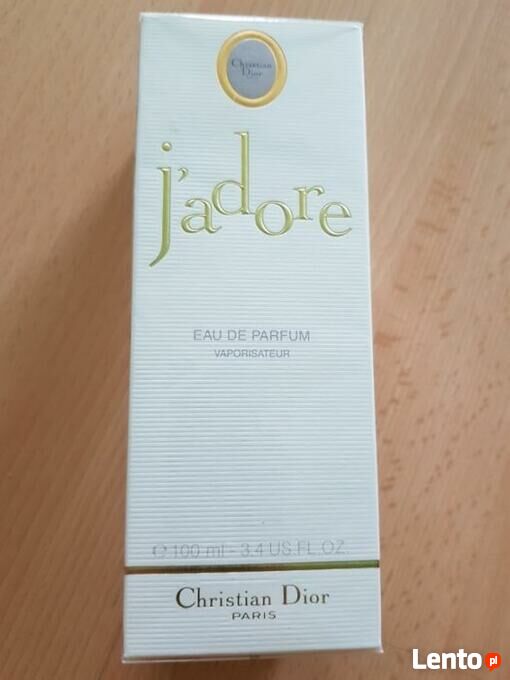 Christian
Dior
j'adore
EAU DE PARFUM
VAPORISATEUR
℮ 100 ml - 3.4 US.FL.OZ.
Christian Dior
PARIS
Lento pl